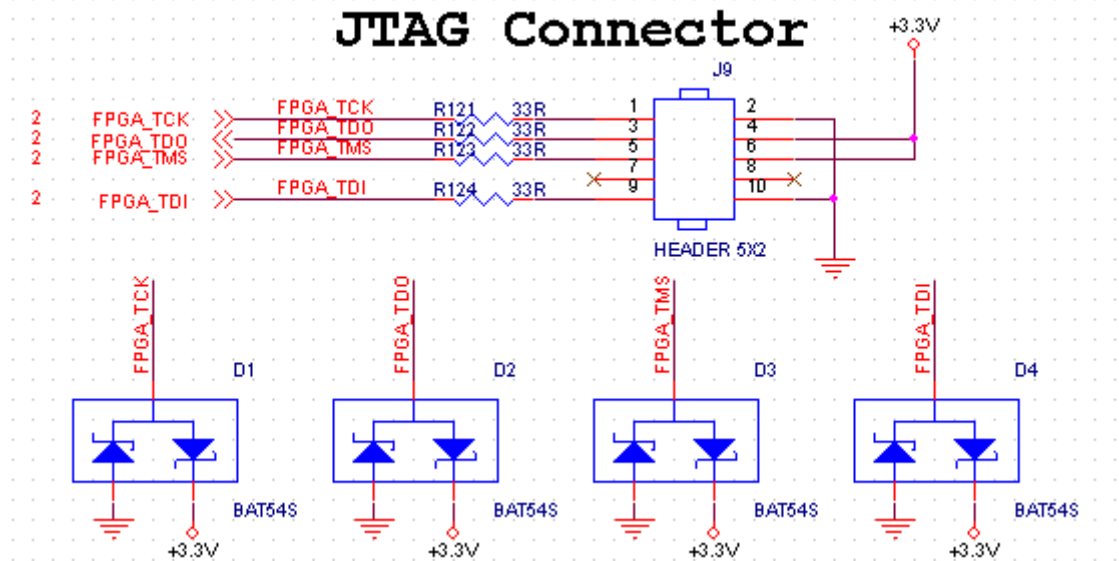 JTAG Connector
+3.3V
J9
2 FPGA_TCK FPGA_TCK R121 33R 1 2
2 FPGA_TDO FPGA_TDO R122 33R 3 4
2 FPGA_TMS FPGA_TMS R123 33R 5 6
7 8
2 FPGA_TDI FPGA_TDI R124 33R 9 10
HEADER 5X2
FPGA_TCK FPGA_TDO FPGA_TMS FPGA_TDI
D1 D2 D3 D4
BAT54S BAT54S BAT54S BAT54S
+3.3V +3.3V +3.3V +3.3V